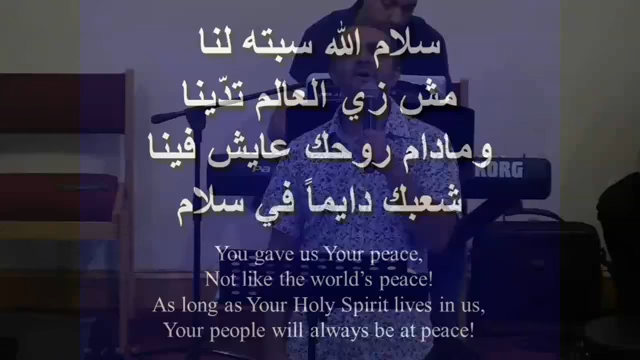 سلام الله سبته لنا
مش زي العالم تدّينا
ومادام روحك عايش فينا
شعبك دايماً في سلام
KORG
You gave us Your peace,
Not like the world's peace!
As long as Your Holy Spirit lives in us,
Your people will always be at peace!